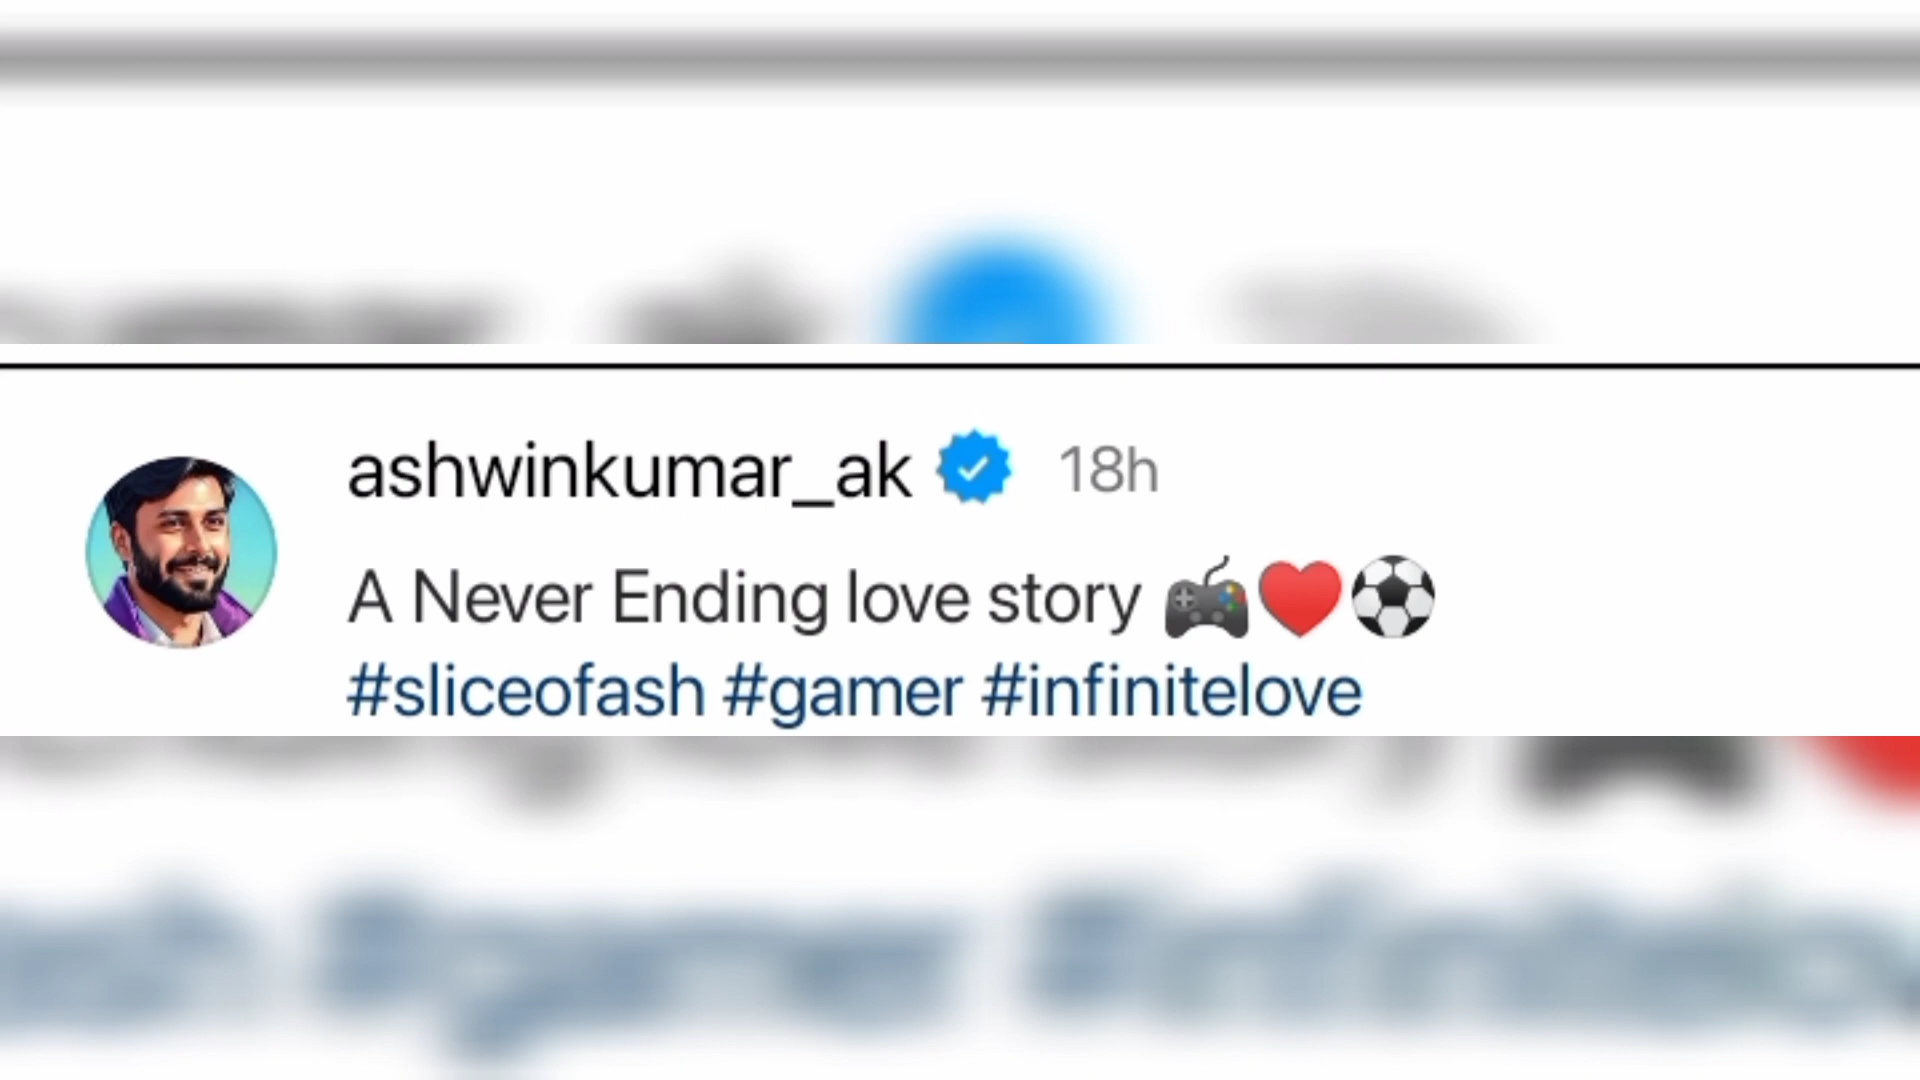 ashwinkumar_ak 18h
A Never Ending love story 🎮♥️⚽
#sliceofash #gamer #infinitelove